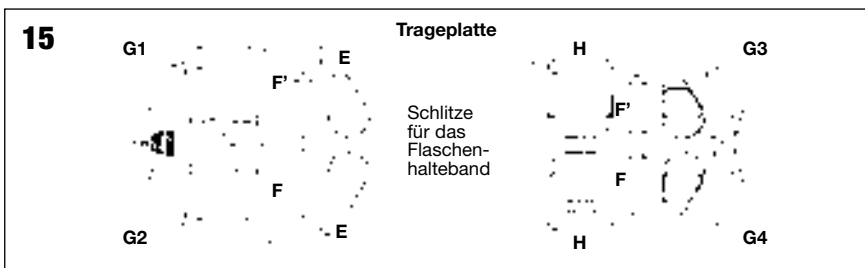 15
Trageplatte
G1
E
F’
H
G3
F’
Schlitze
für das
Flaschen-
halteband
F
F
G2
E
H
G4